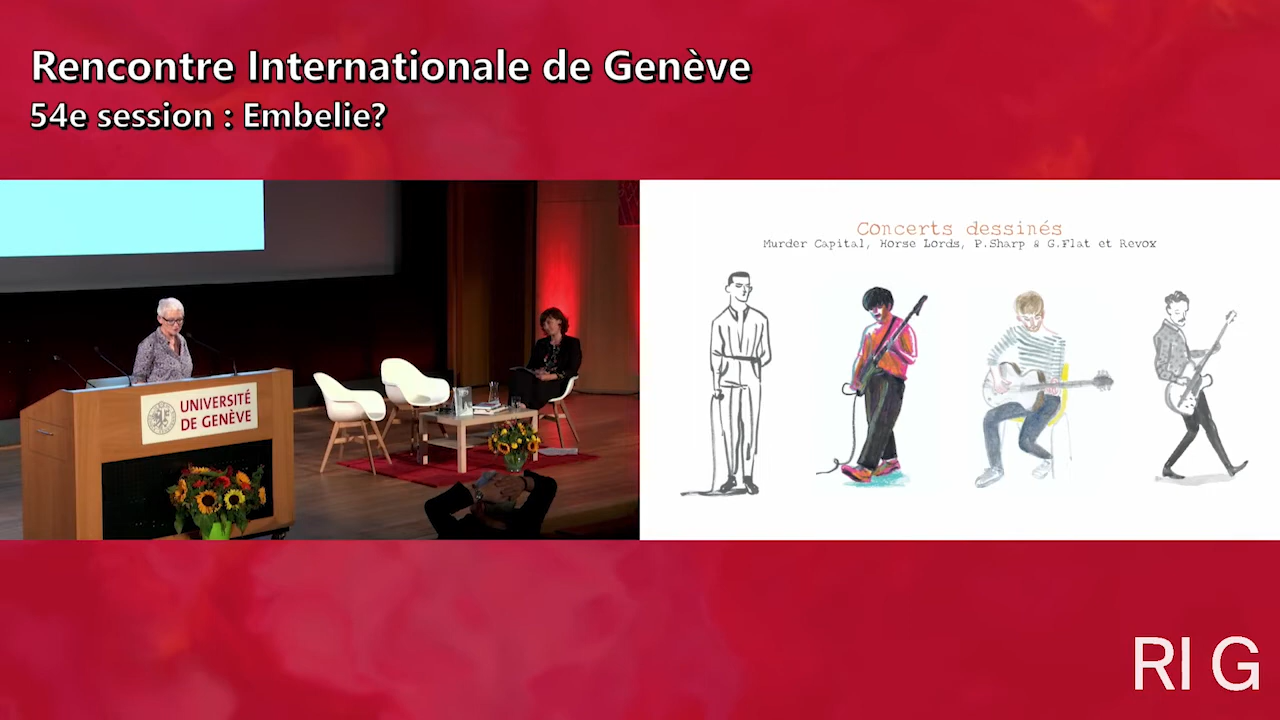 Rencontre Internationale de Genève
54e session : Embelie?
Concerts dessinés
Murder Capital, Horse Lords, P.Sharp & G.Flat et Revox
UNIVERSITÉ
DE GENÈVE
RI G